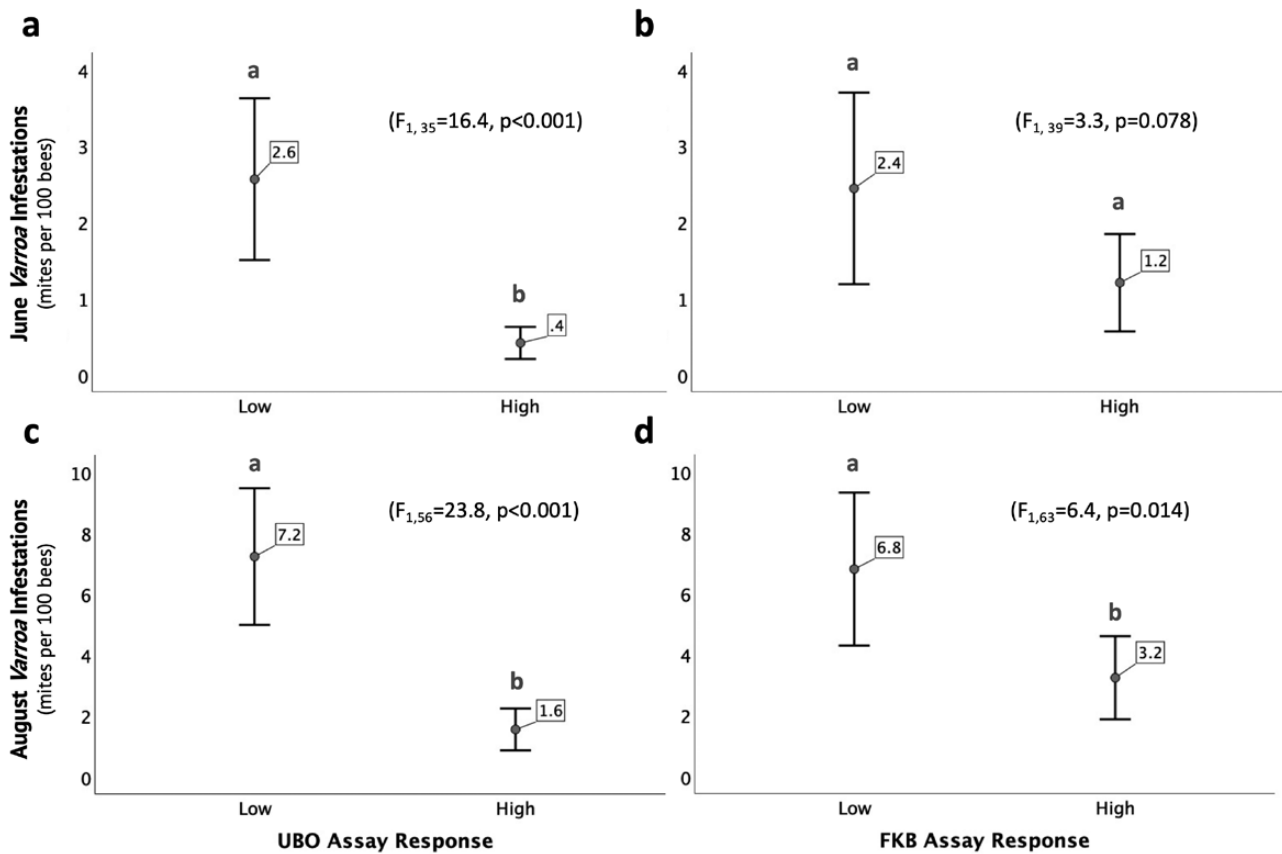 a
June Varroa Infestations
(mites per 100 bees)
4
3
2
1
0
a
2.6
(F1, 35=16.4, p<0.001)
b
.4
Low
High
b
4
3
2
1
0
a
2.4
(F1, 39=3.3, p=0.078)
a
1.2
Low
High
c
August Varroa Infestations
(mites per 100 bees)
10
8
6
4
2
0
a
7.2
(F1,56=23.8, p<0.001)
b
1.6
Low
High
UBO Assay Response
d
10
8
6
4
2
0
a
6.8
(F1,63=6.4, p=0.014)
b
3.2
Low
High
FKB Assay Response